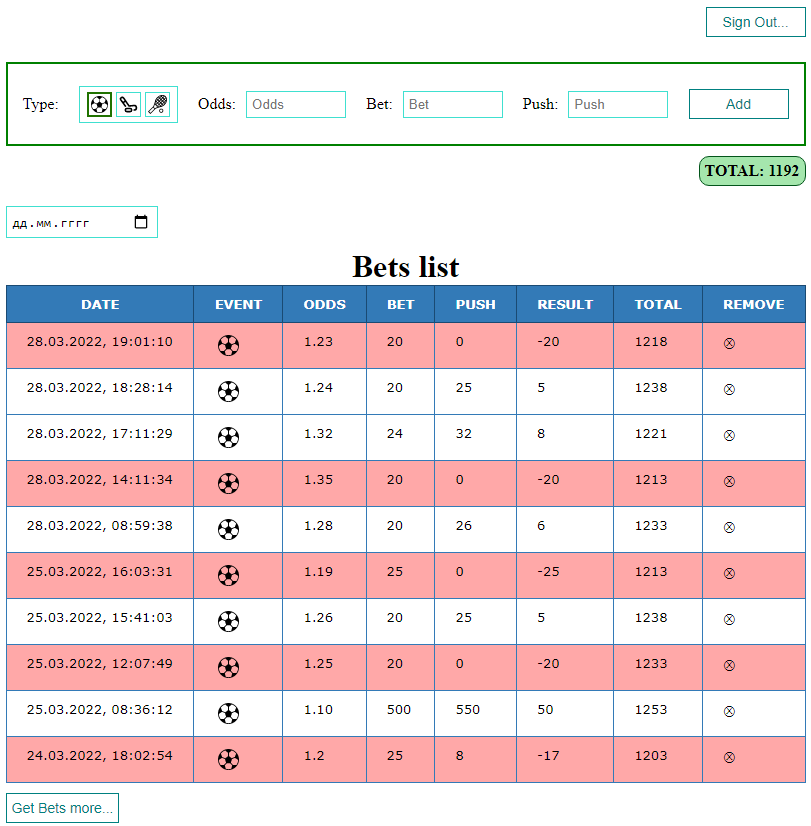 Sign Out...
Type: Odds: Odds Bet: Bet Push: Push Add
TOTAL: 1192
дд.мм.гггг
Bets list
DATE EVENT ODDS BET PUSH RESULT TOTAL REMOVE
28.03.2022, 19:01:10 1.23 20 0 -20 1218
28.03.2022, 18:28:14 1.24 20 25 5 1238
28.03.2022, 17:11:29 1.32 24 32 8 1221
28.03.2022, 14:11:34 1.35 20 0 -20 1213
28.03.2022, 08:59:38 1.28 20 26 6 1233
25.03.2022, 16:03:31 1.19 25 0 -25 1213
25.03.2022, 15:41:03 1.26 20 25 5 1238
25.03.2022, 12:07:49 1.25 20 0 -20 1233
25.03.2022, 08:36:12 1.10 500 550 50 1253
24.03.2022, 18:02:54 1.2 25 8 -17 1203
Get Bets more...